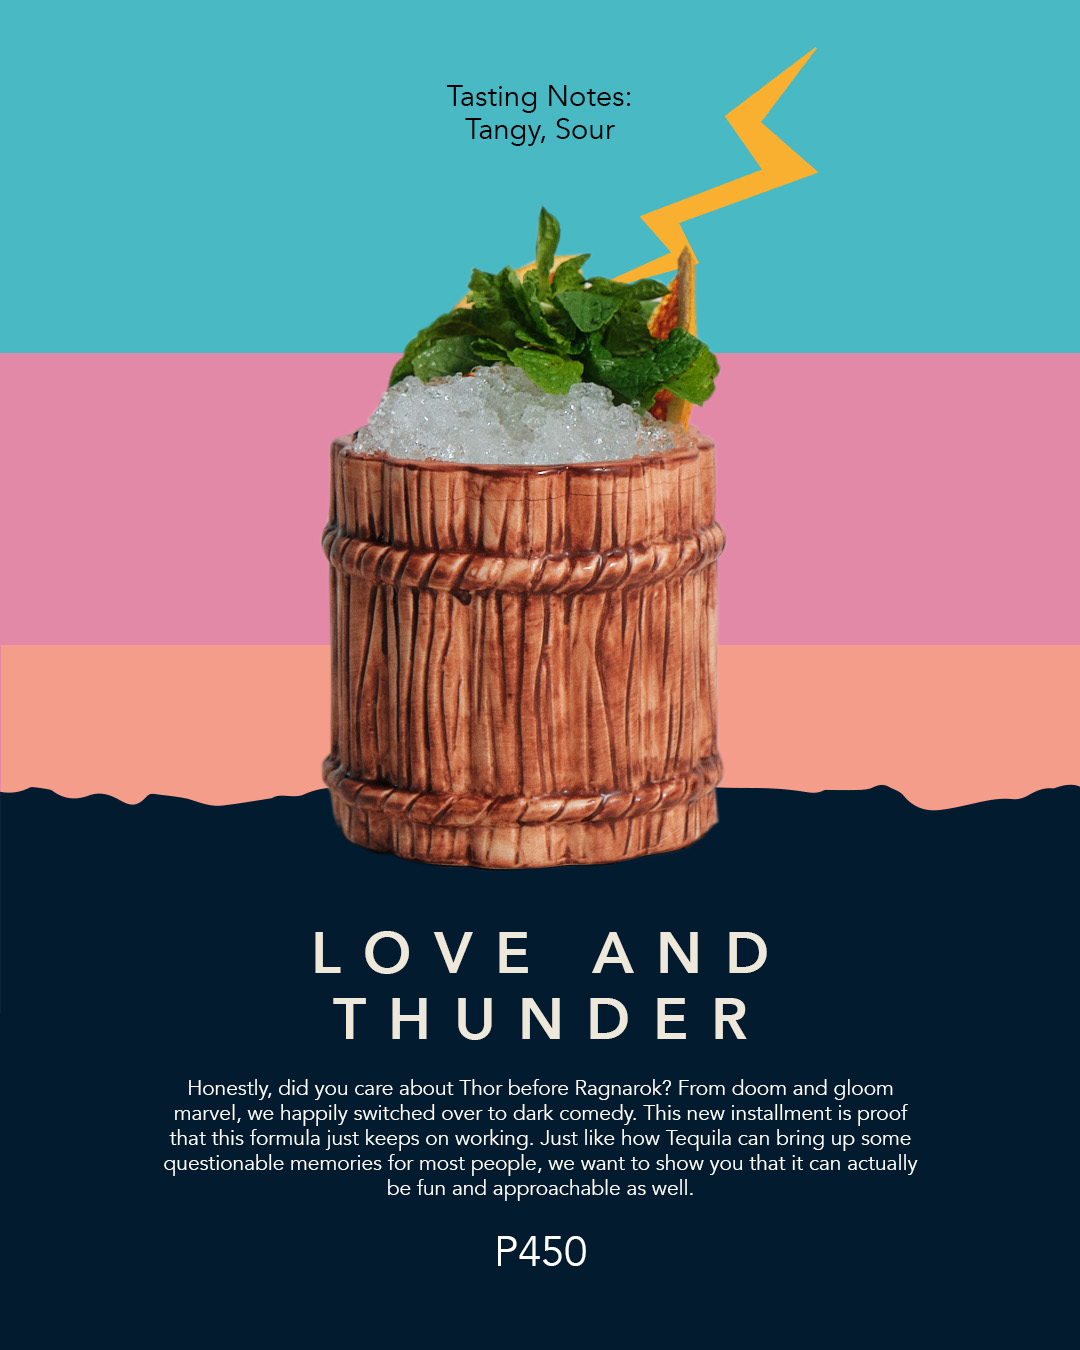 Tasting Notes:
Tangy, Sour
LOVE AND
THUNDER
Honestly, did you care about Thor before Ragnarok? From doom and gloom
marvel, we happily switched over to dark comedy. This new installment is proof
that this formula just keeps on working. Just like how Tequila can bring up some
questionable memories for most people, we want to show you that it can actually
be fun and approachable as well.
P450